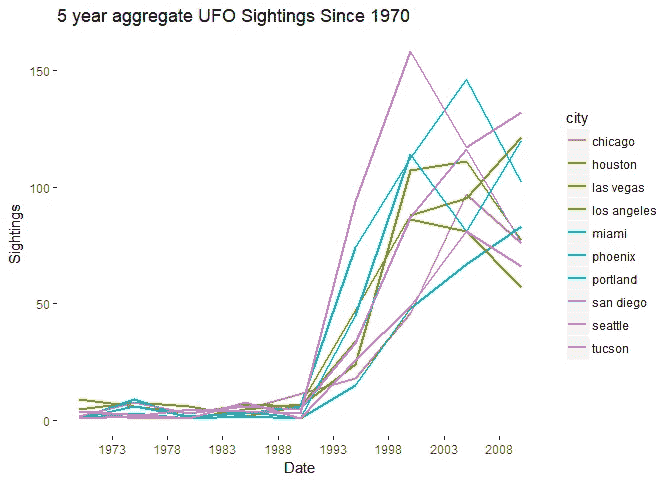 5 year aggregate UFO Sightings Since 1970
150
100
50
0
Sightings
1973 1978 1983 1988 1993 1998 2003 2008
Date
city
chicago
houston
las vegas
los angeles
miami
phoenix
portland
san diego
seattle
tucson